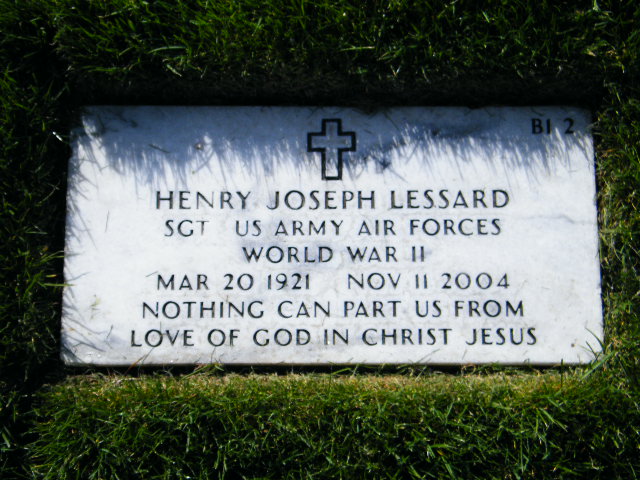 B1 2
HENRY JOSEPH LESSARD
SGT US ARMY AIR FORCES
WORLD WAR II
MAR 20 1921 NOV 11 2004
NOTHING CAN PART US FROM
LOVE OF GOD IN CHRIST JESUS